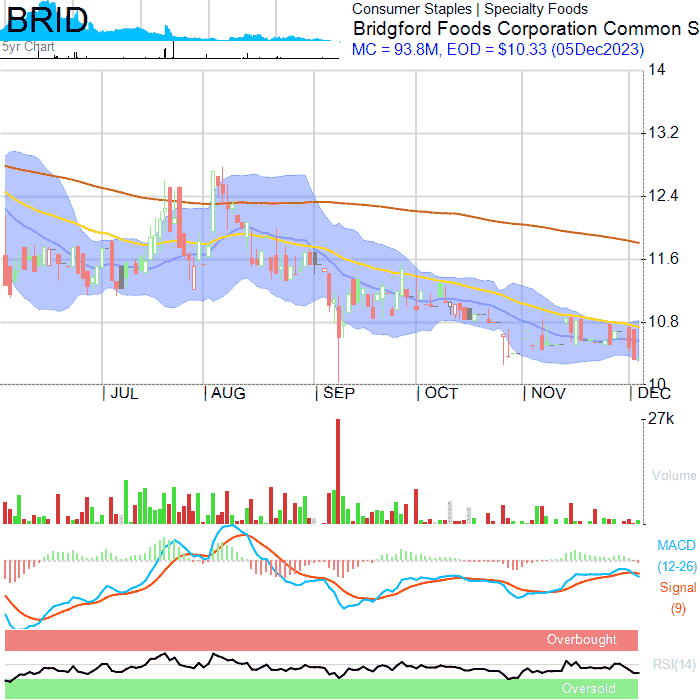 BRID
Consumer Staples | Specialty Foods
Bridgford Foods Corporation Common S
MC = 93.8M, EOD = $10.33 (05Dec2023)
5yr Chart
14
13.2
12.4
11.6
10.8
10
JUL AUG SEP OCT NOV DEC
27k
Volume
MACD
(12-26)
Signal
(9)
Overbought
RSI(14)
Oversold